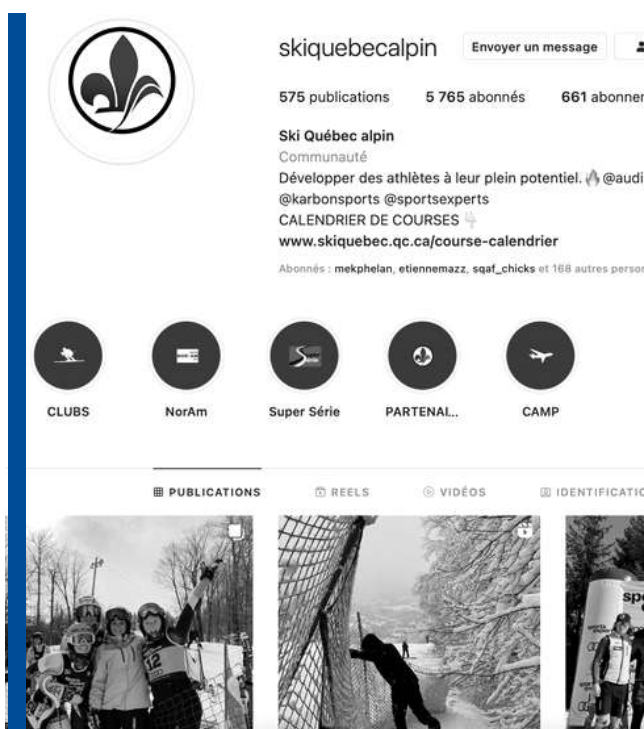 skiquebecalpin
Envoyer un message
575 publications
5 765 abonnés
661
Ski Québec alpin
Communauté
Développer des athlètes à leur plein potentiel. @audi
@karbonsports @sportsexperts
CALENDRIER DE COURSES
www.skiquebec.qc.ca/course-calendrier
Abonnés : mekphelan, etiennemazz, sqaf_chicks et 168 autres
CLUBS
NorAm
Super Série
PARTENAI...
CAMP
PUBLICATIONS
REELS
VIDÉOS
12